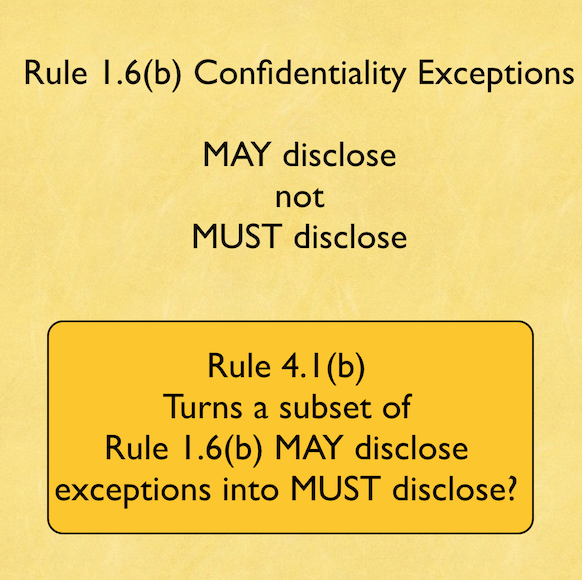 Rule 1.6(b) Confidentiality Exceptions
MAY disclose
not
MUST disclose
Rule 4.1(b)
Turns a subset of
Rule 1.6(b) MAY disclose
exceptions into MUST disclose?